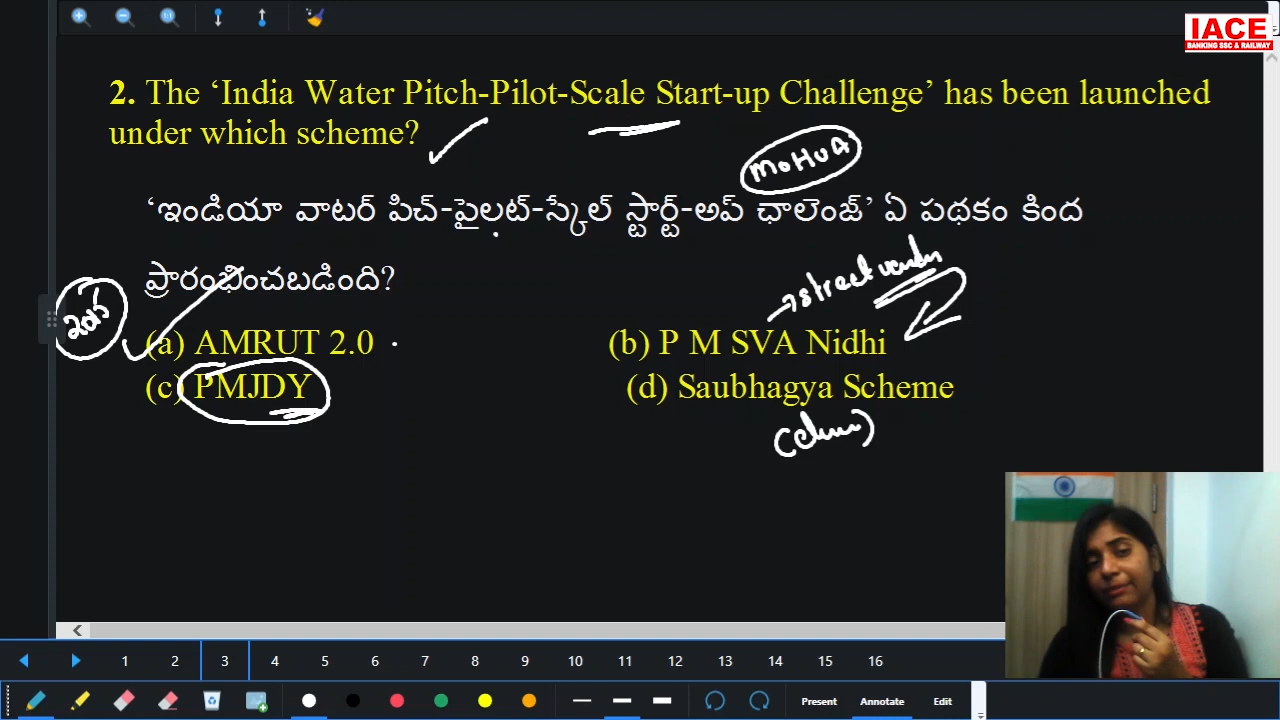 IACE
BANKING SSC & RAILWAY
2. The ‘India Water Pitch-Pilot-Scale Start-up Challenge’ has been launched
under which scheme?
MoHUA
‘ఇండియా వాటర్ పిచ్-పైలట్-స్కేల్ స్టార్ట్-అప్ ఛాలెంజ్’ ఏ పథకం కింద
ప్రారంభించబడింది?
street
2015
(a) AMRUT 2.0 (b) P M SVA Nidhi
(c) PMJDY (d) Saubhagya Scheme
1 2 3 4 5 6 7 8 9 10 11 12 13 14 15 16
Present Annotate Edit